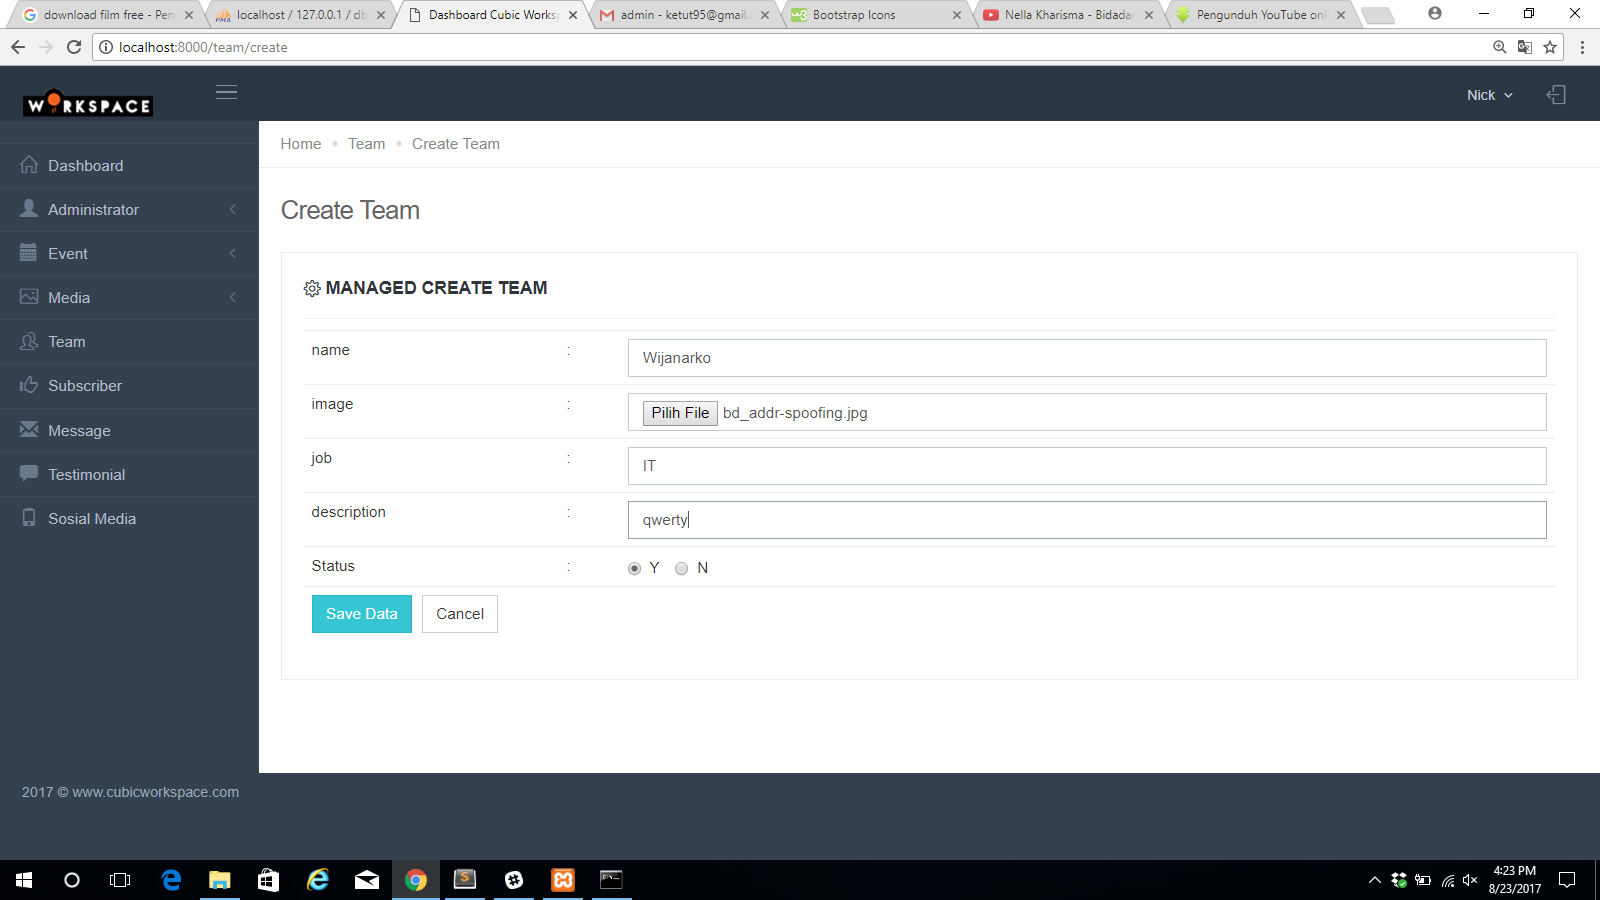 download film free - Pen
localhost / 127.0.0.1 / db
Dashboard Cubic Works
admin - ketut95@gmail.
Bootstrap Icons
Nella Kharisma - Bidadar
Pengunduh YouTube onl
localhost:8000/team/create
WORKSPACE
Nick
Home • Team • Create Team
Dashboard
Administrator
Event
Media
Team
Subscriber
Message
Testimonial
Sosial Media
Create Team
MANAGED CREATE TEAM
name : Wijanarko
image : Pilih File bd_addr-spoofing.jpg
job : IT
description : qwerty
Status : Y N
Save Data Cancel
2017 © www.cubicworkspace.com
4:23 PM
8/23/2017